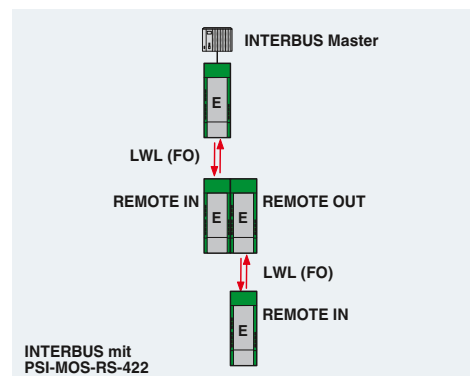 INTERBUS Master
E
LWL (FO)
REMOTE IN
E
E
REMOTE OUT
LWL (FO)
E
REMOTE IN
INTERBUS mit
PSI-MOS-RS-422